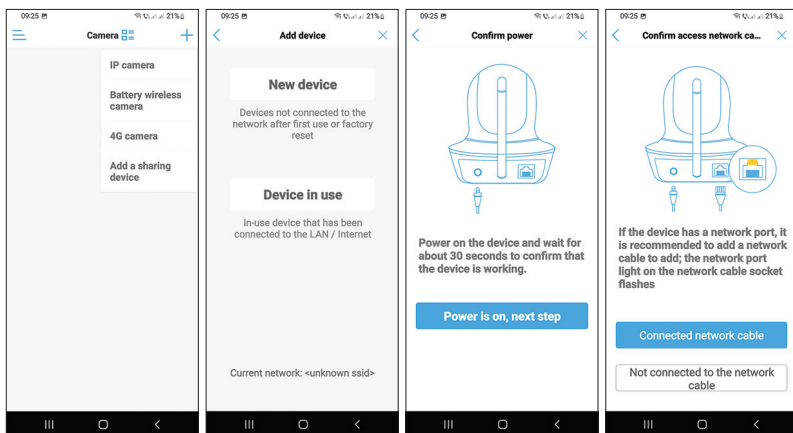 09:25 21%
Camera
IP camera
Battery wireless
camera
4G camera
Add a sharing
device
09:25 21%
Add device
New device
Devices not connected to the
network after first use or factory
reset
Device in use
In-use device that has been
connected to the LAN / Internet
Current network: <unknown ssid>
09:25 21%
Confirm power
Power on the device and wait for
about 30 seconds to confirm that
the device is working.
Power is on, next step
09:25 21%
Confirm access network ca...
If the device has a network port, it
is recommended to add a network
cable to add; the network port
light on the network cable socket
flashes
Connected network cable
Not connected to the network
cable